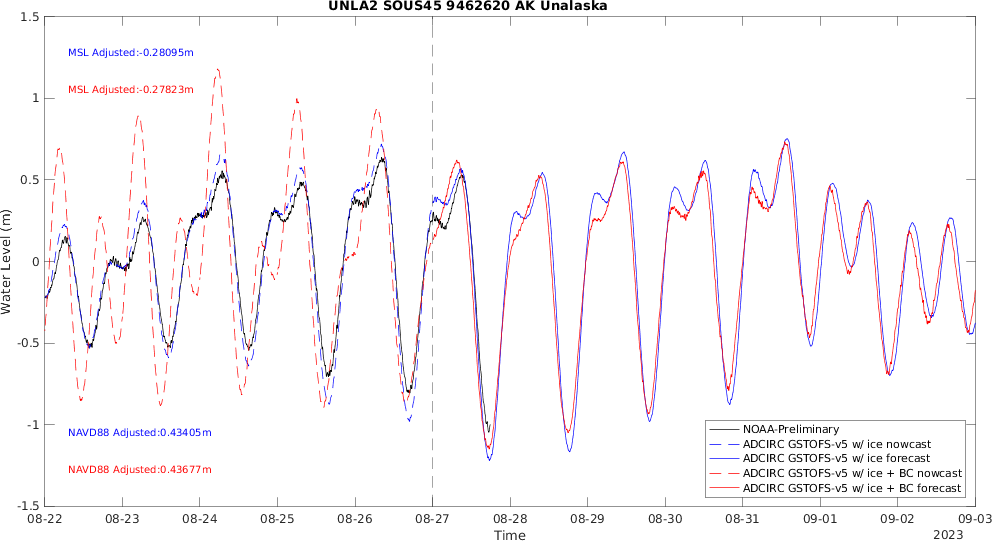 UNLA2 SOUS45 9462620 AK Unalaska
MSL Adjusted:-0.28095m
MSL Adjusted:-0.27823m
NAVD88 Adjusted:0.43405m
NAVD88 Adjusted:0.43677m
Water Level (m)
1.5
1
0.5
0
-0.5
-1
-1.5
NOAA-Preliminary
ADCIRC GSTOFS-v5 w/ ice nowcast
ADCIRC GSTOFS-v5 w/ ice forecast
ADCIRC GSTOFS-v5 w/ ice + BC nowcast
ADCIRC GSTOFS-v5 w/ ice + BC forecast
08-22 08-23 08-24 08-25 08-26 08-27 08-28 08-29 08-30 08-31 09-01 09-02 09-03
Time
2023